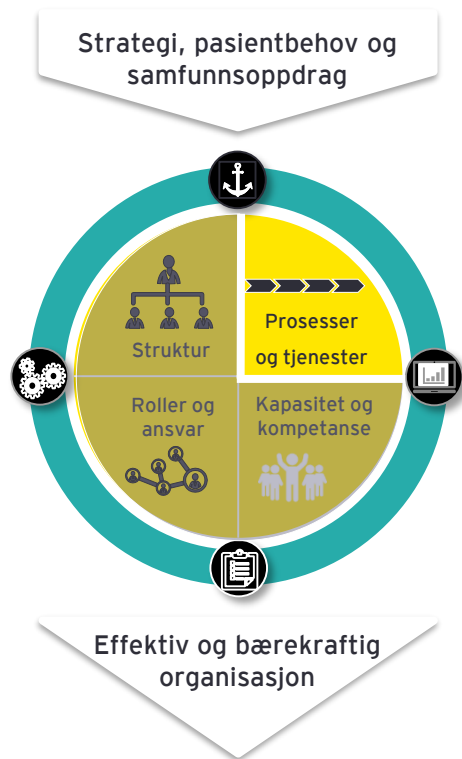 Strategi, pasientbehov og
samfunnsoppdrag
Struktur
Prosesser
og tjenester
Roller og
ansvar
Kapasitet og
kompetanse
Effektiv og bærekraftig
organisasjon